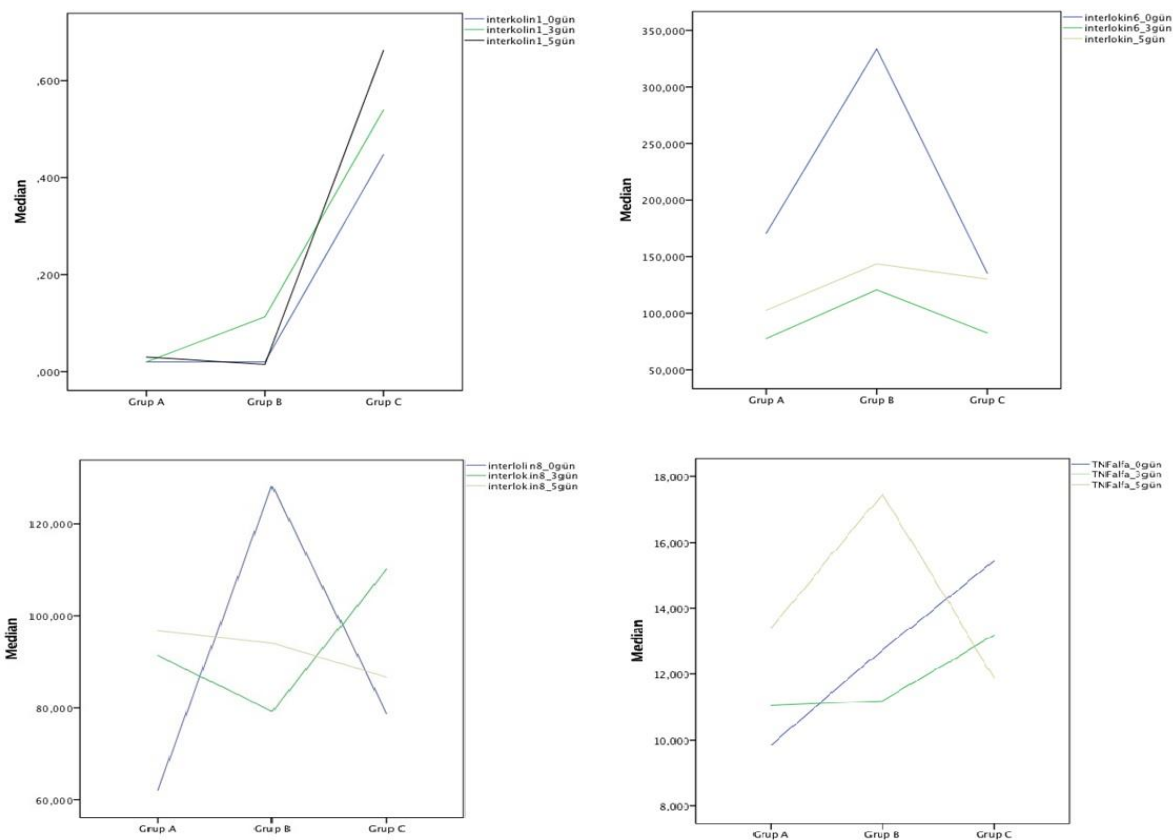 interkolin1_0gün
interkolin1_3gün
interkolin1_5gün
,600
,400
,200
,000
Median
Grup A
Grup B
Grup C
interlokin6_0gün
interlokin6_3gün
interlokin_5gün
350,000
300,000
250,000
200,000
150,000
100,000
50,000
Median
Grup A
Grup B
Grup C
interlolin8_0gün
interlokin8_3gün
interlokin8_5gün
120,000
100,000
80,000
60,000
Median
Grup A
Grup B
Grup C
TNFalfa_0gün
TNFalfa_3gün
TNFalfa_5gün
18,000
16,000
14,000
12,000
10,000
8,000
Median
Grup A
Grup B
Grup C